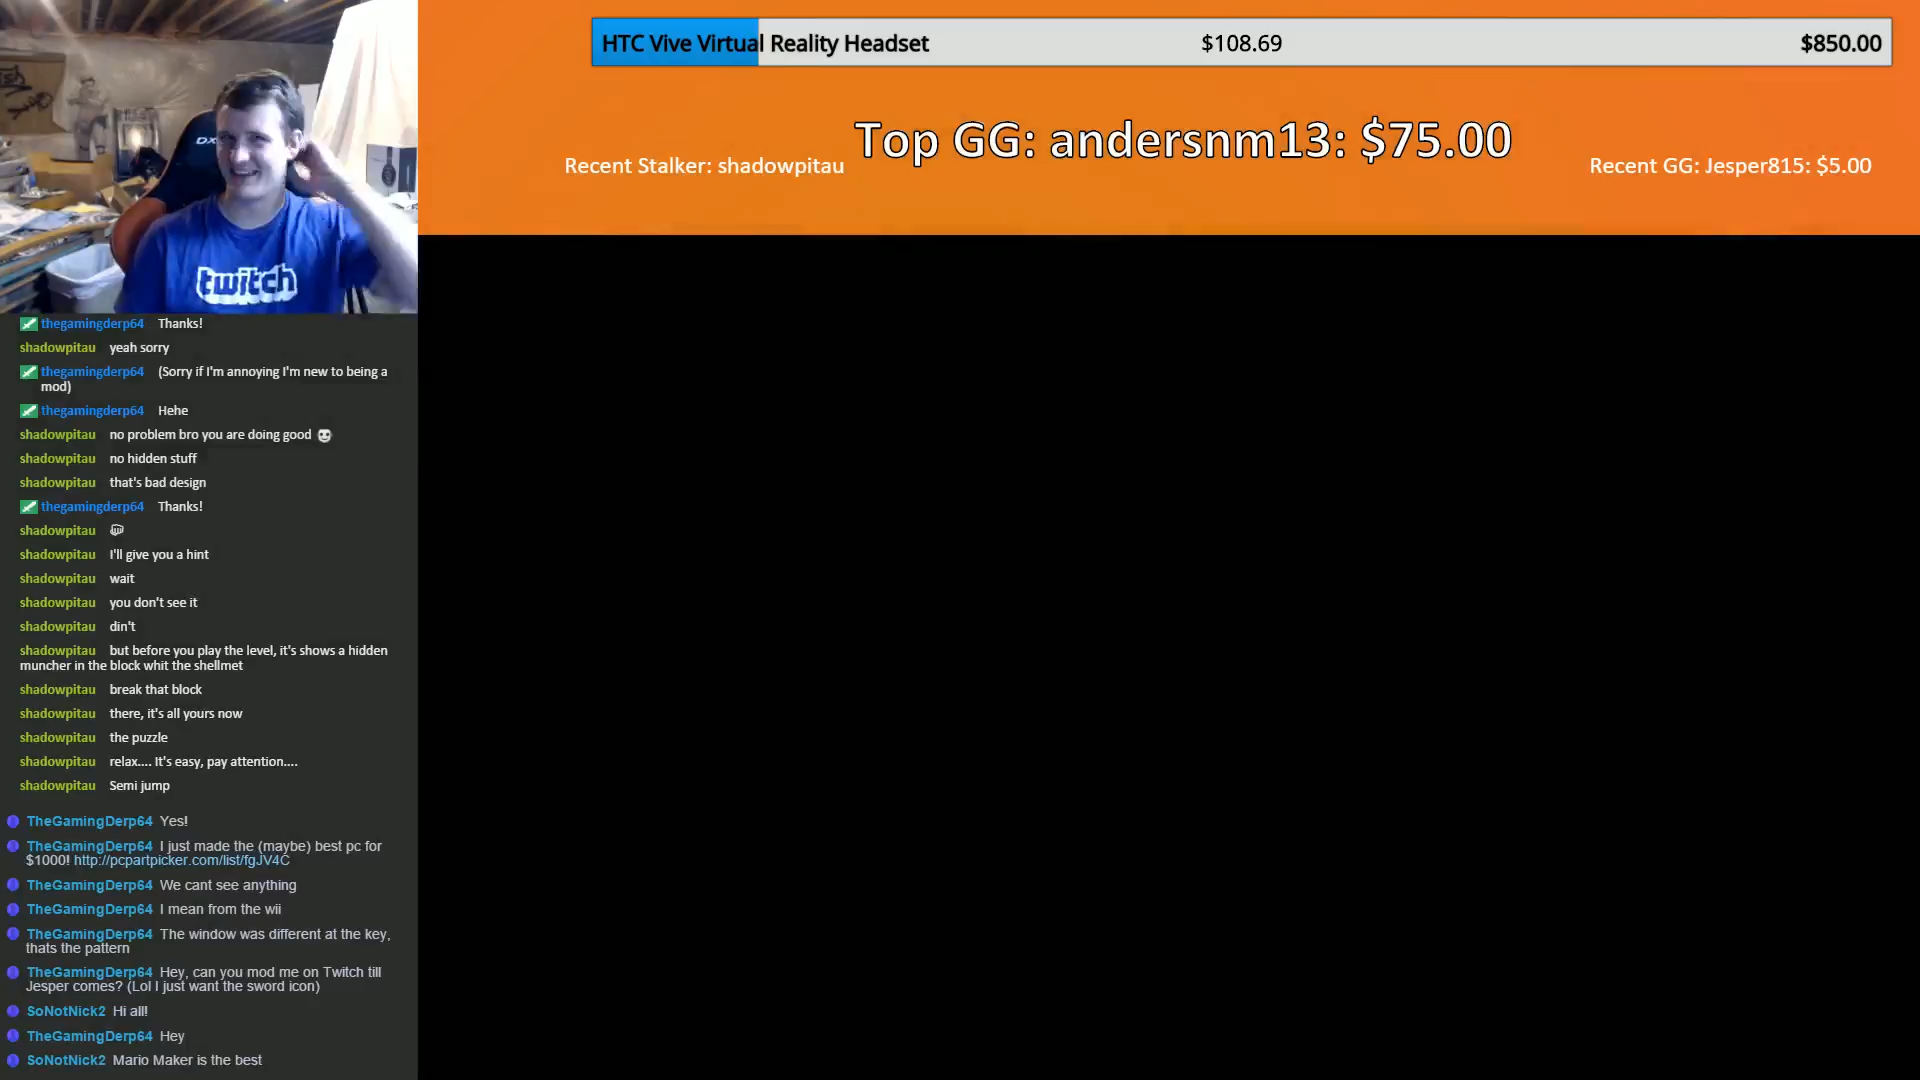 HTC Vive Virtual Reality Headset $108.69 $850.00
Top GG: andersnm13: $75.00
Recent Stalker: shadowpitau
Recent GG: Jesper815: $5.00
DX
twitch
thegamingderp64 Thanks!
shadowpitau yeah sorry
thegamingderp64 (Sorry if I'm annoying I'm new to being a
mod)
thegamingderp64 Hehe
shadowpitau no problem bro you are doing good
shadowpitau no hidden stuff
shadowpitau that's bad design
thegamingderp64 Thanks!
shadowpitau
shadowpitau I'll give you a hint
shadowpitau wait
shadowpitau you don't see it
shadowpitau din't
shadowpitau but before you play the level, it's shows a hidden
muncher in the block whit the shellmet
shadowpitau break that block
shadowpitau there, it's all yours now
shadowpitau the puzzle
shadowpitau relax.... It's easy, pay attention....
shadowpitau Semi jump
TheGamingDerp64 Yes!
TheGamingDerp64 I just made the (maybe) best pc for
$1000! http://pcpartpicker.com/list/fgJV4C
TheGamingDerp64 We cant see anything
TheGamingDerp64 I mean from the wii
TheGamingDerp64 The window was different at the key,
thats the pattern
TheGamingDerp64 Hey, can you mod me on Twitch till
Jesper comes? (Lol I just want the sword icon)
SoNotNick2 Hi all!
TheGamingDerp64 Hey
SoNotNick2 Mario Maker is the best